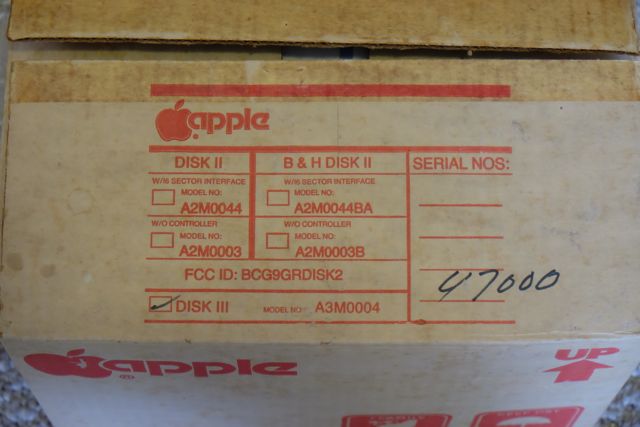 apple
DISK II B & H DISK II SERIAL NOS:
W/16 SECTOR INTERFACE W/16 SECTOR INTERFACE
MODEL NO: MODEL NO:
A2M0044 A2M0044BA
W/O CONTROLLER W/O CONTROLLER
MODEL NO: MODEL NO:
A2M0003 A2M0003B
FCC ID: BCG9GRDISK2
47000
DISK III MODEL NO: A3M0004
apple ®
UP